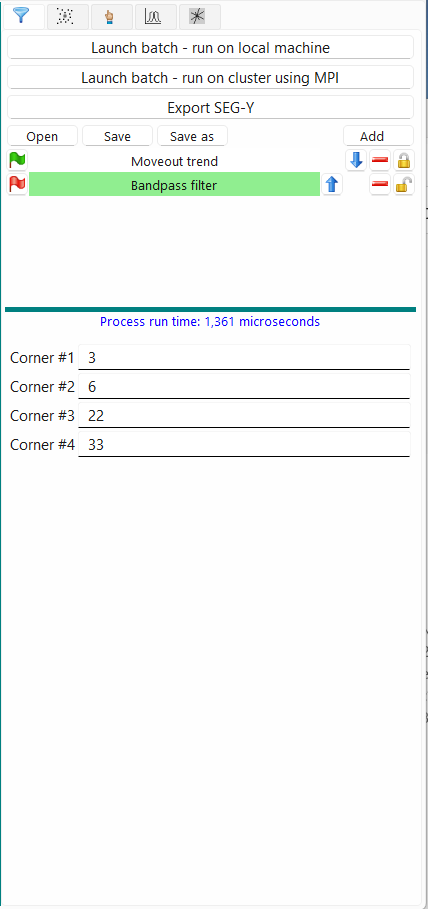 Launch batch - run on local machine
Launch batch - run on cluster using MPI
Export SEG-Y
Open Save Save as Add
Moveout trend
Bandpass filter
Process run time: 1,361 microseconds
Corner #1 3
Corner #2 6
Corner #3 22
Corner #4 33